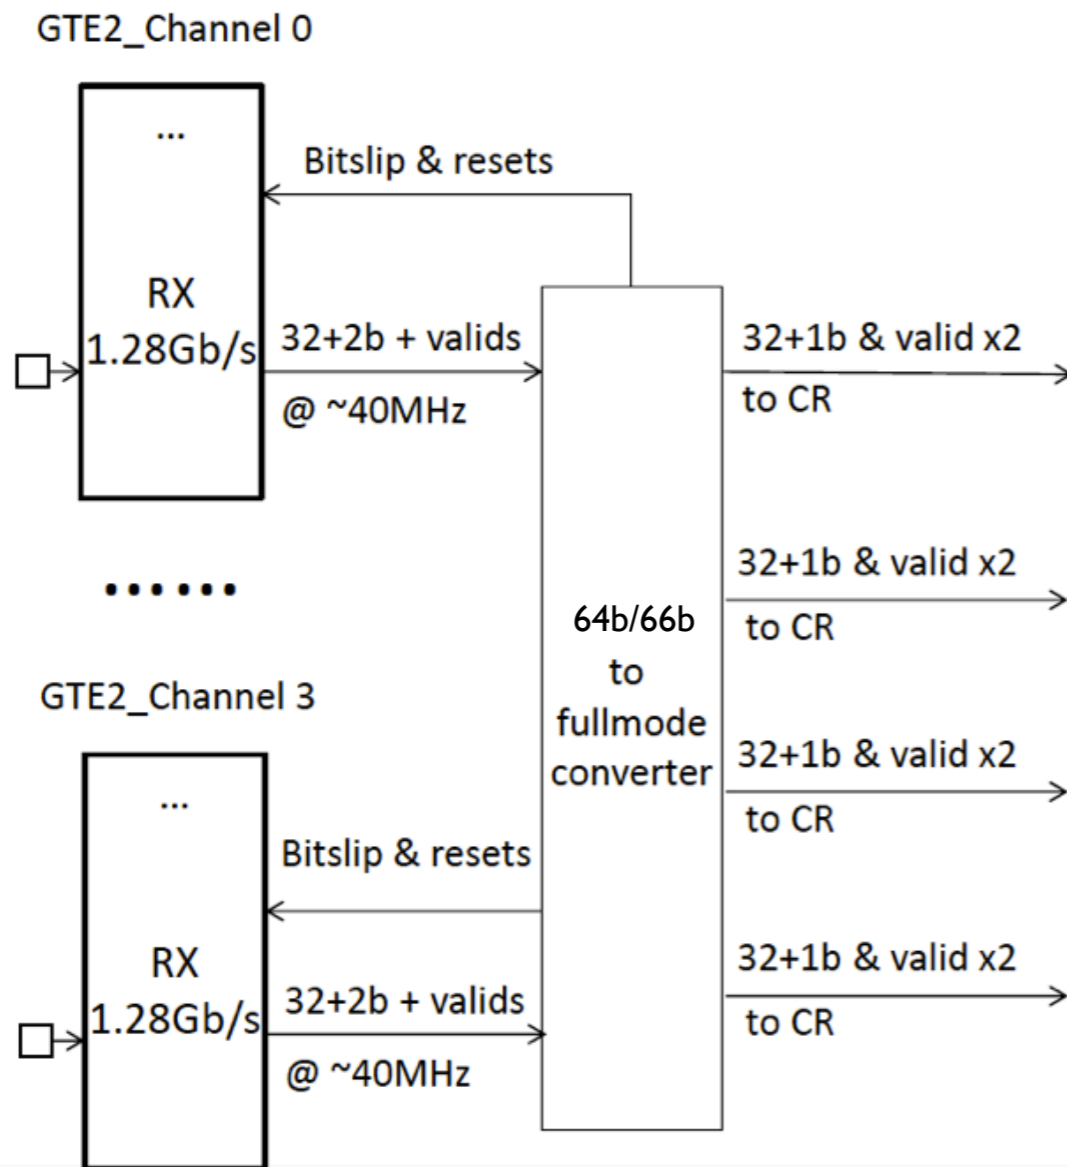 GTE2_Channel 0
...
Bitslip & resets
RX
1.28Gb/s
32+2b + valids
@ ~40MHz
32+1b & valid x2
to CR
32+1b & valid x2
to CR
......
64b/66b
to
fullmode
converter
GTE2_Channel 3
32+1b & valid x2
to CR
...
Bitslip & resets
RX
1.28Gb/s
32+2b + valids
@ ~40MHz
32+1b & valid x2
to CR